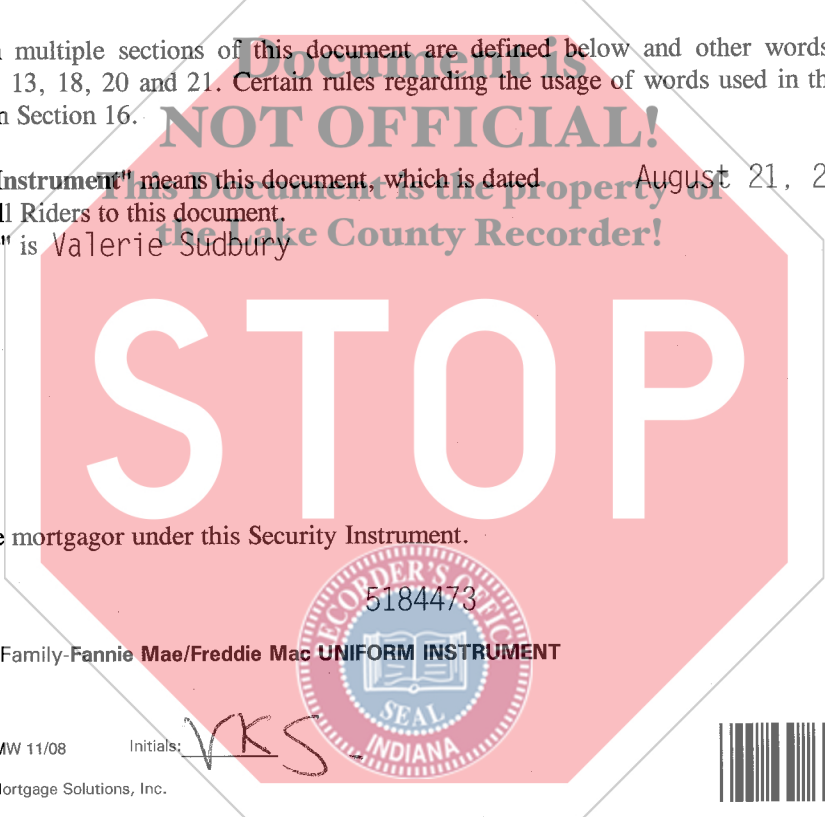 multiple sections of this document are defined below and other words
13, 18, 20 and 21. Certain rules regarding the usage of words used in th
n Section 16.
Document is
NOT OFFICIAL!
This Document is the property of
the Lake County Recorder!
Instrument" means this document, which is dated August 21, 2
ll Riders to this document.
" is Valerie Sudbury
STOP
e mortgagor under this Security Instrument.
RECORDER'S OFFIC
SEAL
INDIANA
5184473
Family-Fannie Mae/Freddie Mac UNIFORM INSTRUMENT
MW 11/08 Initials: VKS
ortgage Solutions, Inc.